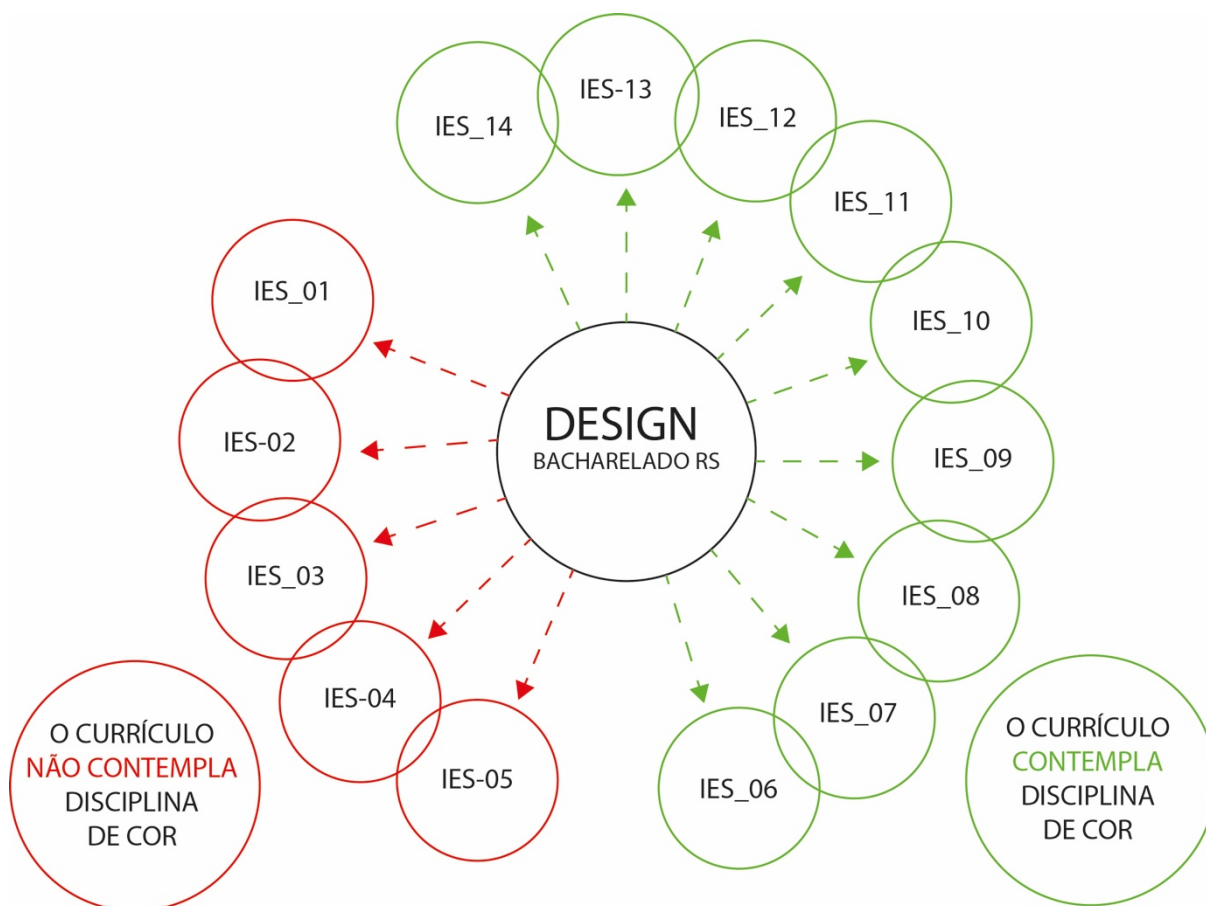 IES_14
IES-13
IES_12
IES_11
IES_10
IES_09
IES_08
IES_07
IES_06
IES_01
IES-02
IES_03
IES-04
IES-05
DESIGN
BACHARELADO RS
O CURRÍCULO
NÃO CONTEMPLA
DISCIPLINA
DE COR
O CURRÍCULO
CONTEMPLA
DISCIPLINA
DE COR